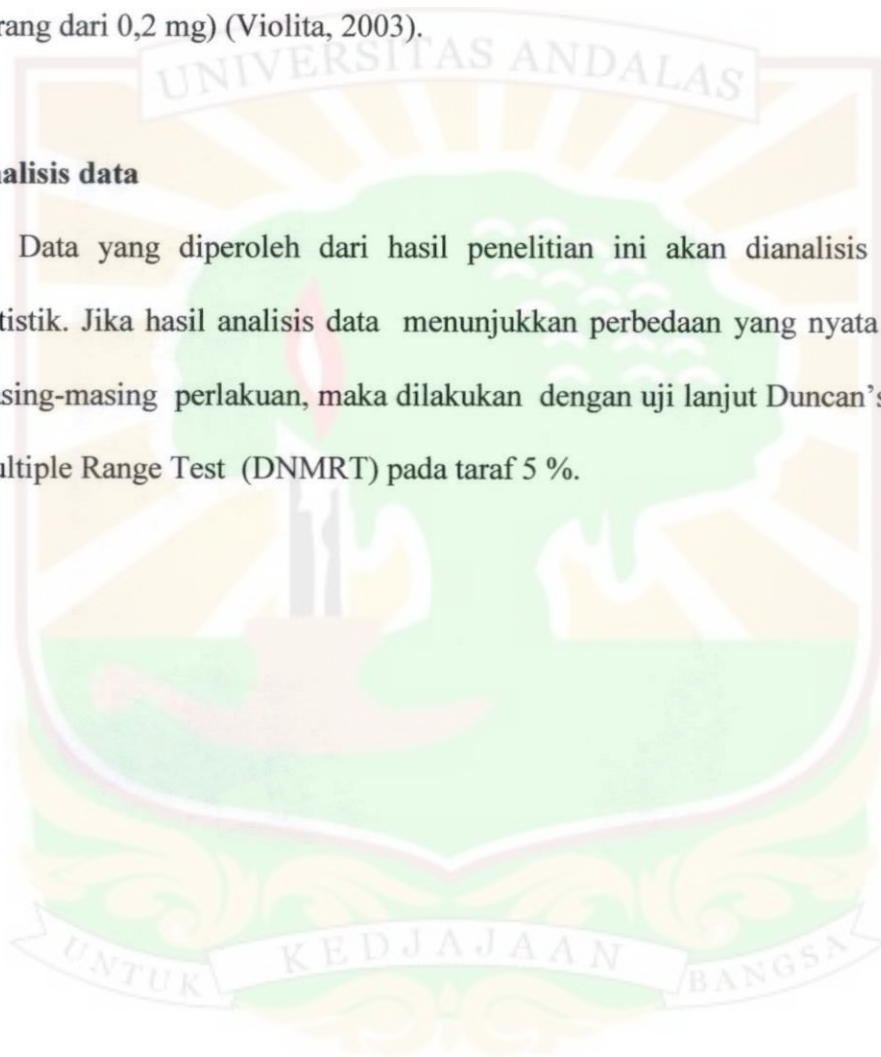 rang dari 0,2 mg) (Violita, 2003).
UNIVERSITAS ANDALAS
alisis data
Data yang diperoleh dari hasil penelitian ini akan dianalisis
tistik. Jika hasil analisis data menunjukkan perbedaan yang nyata
sing-masing perlakuan, maka dilakukan dengan uji lanjut Duncan's
ultiple Range Test (DNMRT) pada taraf 5 %.
UNTUK KEDJAJAAN BANGSA